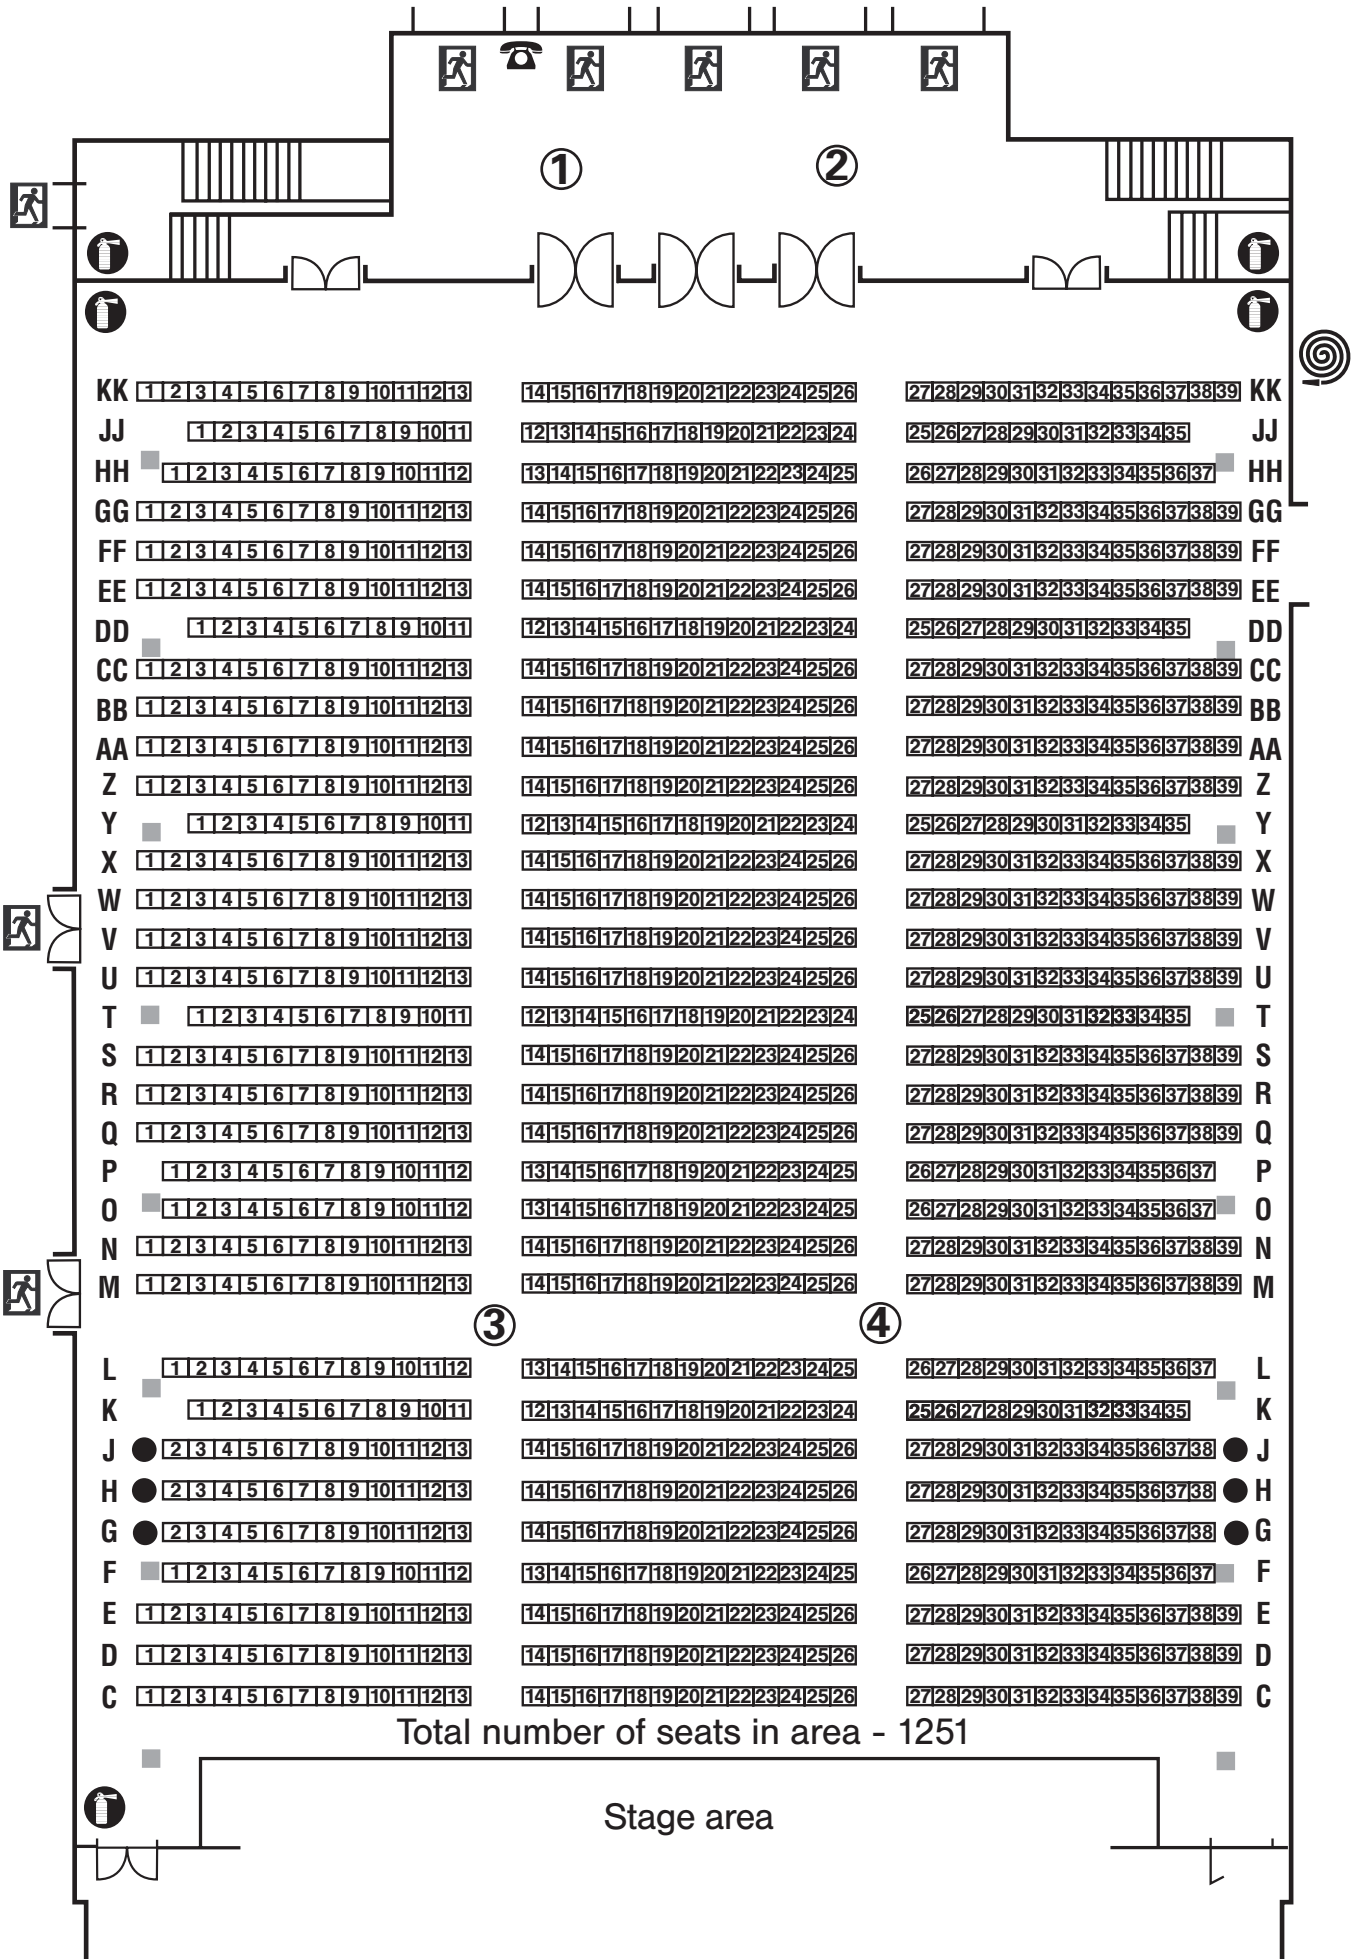 1 2
KK 1 2 3 4 5 6 7 8 9 10 11 12 13 14 15 16 17 18 19 20 21 22 23 24 25 26 27 28 29 30 31 32 33 34 35 36 37 38 39 KK
JJ 1 2 3 4 5 6 7 8 9 10 11 12 13 14 15 16 17 18 19 20 21 22 23 24 25 26 27 28 29 30 31 32 33 34 35 JJ
HH 1 2 3 4 5 6 7 8 9 10 11 12 13 14 15 16 17 18 19 20 21 22 23 24 25 26 27 28 29 30 31 32 33 34 35 36 37 HH
GG 1 2 3 4 5 6 7 8 9 10 11 12 13 14 15 16 17 18 19 20 21 22 23 24 25 26 27 28 29 30 31 32 33 34 35 36 37 38 39 GG
FF 1 2 3 4 5 6 7 8 9 10 11 12 13 14 15 16 17 18 19 20 21 22 23 24 25 26 27 28 29 30 31 32 33 34 35 36 37 38 39 FF
EE 1 2 3 4 5 6 7 8 9 10 11 12 13 14 15 16 17 18 19 20 21 22 23 24 25 26 27 28 29 30 31 32 33 34 35 36 37 38 39 EE
DD 1 2 3 4 5 6 7 8 9 10 11 12 13 14 15 16 17 18 19 20 21 22 23 24 25 26 27 28 29 30 31 32 33 34 35 DD
CC 1 2 3 4 5 6 7 8 9 10 11 12 13 14 15 16 17 18 19 20 21 22 23 24 25 26 27 28 29 30 31 32 33 34 35 36 37 38 39 CC
BB 1 2 3 4 5 6 7 8 9 10 11 12 13 14 15 16 17 18 19 20 21 22 23 24 25 26 27 28 29 30 31 32 33 34 35 36 37 38 39 BB
AA 1 2 3 4 5 6 7 8 9 10 11 12 13 14 15 16 17 18 19 20 21 22 23 24 25 26 27 28 29 30 31 32 33 34 35 36 37 38 39 AA
Z 1 2 3 4 5 6 7 8 9 10 11 12 13 14 15 16 17 18 19 20 21 22 23 24 25 26 27 28 29 30 31 32 33 34 35 36 37 38 39 Z
Y 1 2 3 4 5 6 7 8 9 10 11 12 13 14 15 16 17 18 19 20 21 22 23 24 25 26 27 28 29 30 31 32 33 34 35 Y
X 1 2 3 4 5 6 7 8 9 10 11 12 13 14 15 16 17 18 19 20 21 22 23 24 25 26 27 28 29 30 31 32 33 34 35 36 37 38 39 X
W 1 2 3 4 5 6 7 8 9 10 11 12 13 14 15 16 17 18 19 20 21 22 23 24 25 26 27 28 29 30 31 32 33 34 35 36 37 38 39 W
V 1 2 3 4 5 6 7 8 9 10 11 12 13 14 15 16 17 18 19 20 21 22 23 24 25 26 27 28 29 30 31 32 33 34 35 36 37 38 39 V
U 1 2 3 4 5 6 7 8 9 10 11 12 13 14 15 16 17 18 19 20 21 22 23 24 25 26 27 28 29 30 31 32 33 34 35 36 37 38 39 U
T 1 2 3 4 5 6 7 8 9 10 11 12 13 14 15 16 17 18 19 20 21 22 23 24 25 26 27 28 29 30 31 32 33 34 35 T
S 1 2 3 4 5 6 7 8 9 10 11 12 13 14 15 16 17 18 19 20 21 22 23 24 25 26 27 28 29 30 31 32 33 34 35 36 37 38 39 S
R 1 2 3 4 5 6 7 8 9 10 11 12 13 14 15 16 17 18 19 20 21 22 23 24 25 26 27 28 29 30 31 32 33 34 35 36 37 38 39 R
Q 1 2 3 4 5 6 7 8 9 10 11 12 13 14 15 16 17 18 19 20 21 22 23 24 25 26 27 28 29 30 31 32 33 34 35 36 37 38 39 Q
P 1 2 3 4 5 6 7 8 9 10 11 12 13 14 15 16 17 18 19 20 21 22 23 24 25 26 27 28 29 30 31 32 33 34 35 36 37 P
O 1 2 3 4 5 6 7 8 9 10 11 12 13 14 15 16 17 18 19 20 21 22 23 24 25 26 27 28 29 30 31 32 33 34 35 36 37 O
N 1 2 3 4 5 6 7 8 9 10 11 12 13 14 15 16 17 18 19 20 21 22 23 24 25 26 27 28 29 30 31 32 33 34 35 36 37 38 39 N
M 1 2 3 4 5 6 7 8 9 10 11 12 13 14 15 16 17 18 19 20 21 22 23 24 25 26 27 28 29 30 31 32 33 34 35 36 37 38 39 M
3 4
L 1 2 3 4 5 6 7 8 9 10 11 12 13 14 15 16 17 18 19 20 21 22 23 24 25 26 27 28 29 30 31 32 33 34 35 36 37 L
K 1 2 3 4 5 6 7 8 9 10 11 12 13 14 15 16 17 18 19 20 21 22 23 24 25 26 27 28 29 30 31 32 33 34 35 K
J 2 3 4 5 6 7 8 9 10 11 12 13 14 15 16 17 18 19 20 21 22 23 24 25 26 27 28 29 30 31 32 33 34 35 36 37 38 J
H 2 3 4 5 6 7 8 9 10 11 12 13 14 15 16 17 18 19 20 21 22 23 24 25 26 27 28 29 30 31 32 33 34 35 36 37 38 H
G 2 3 4 5 6 7 8 9 10 11 12 13 14 15 16 17 18 19 20 21 22 23 24 25 26 27 28 29 30 31 32 33 34 35 36 37 38 G
F 1 2 3 4 5 6 7 8 9 10 11 12 13 14 15 16 17 18 19 20 21 22 23 24 25 26 27 28 29 30 31 32 33 34 35 36 37 F
E 1 2 3 4 5 6 7 8 9 10 11 12 13 14 15 16 17 18 19 20 21 22 23 24 25 26 27 28 29 30 31 32 33 34 35 36 37 38 39 E
D 1 2 3 4 5 6 7 8 9 10 11 12 13 14 15 16 17 18 19 20 21 22 23 24 25 26 27 28 29 30 31 32 33 34 35 36 37 38 39 D
C 1 2 3 4 5 6 7 8 9 10 11 12 13 14 15 16 17 18 19 20 21 22 23 24 25 26 27 28 29 30 31 32 33 34 35 36 37 38 39 C
Total number of seats in area - 1251
Stage area